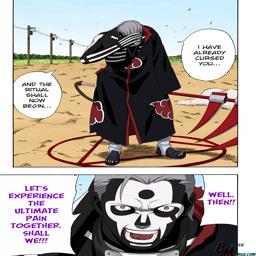 I HAVE
ALREADY
CURSED
YOU...
AND THE
RITUAL
SHALL
NOW
BEGIN...
LET'S
EXPERIENCE
THE
ULTIMATE
PAIN
TOGETHER,
SHALL
WE!!!
WELL,
THEN!!